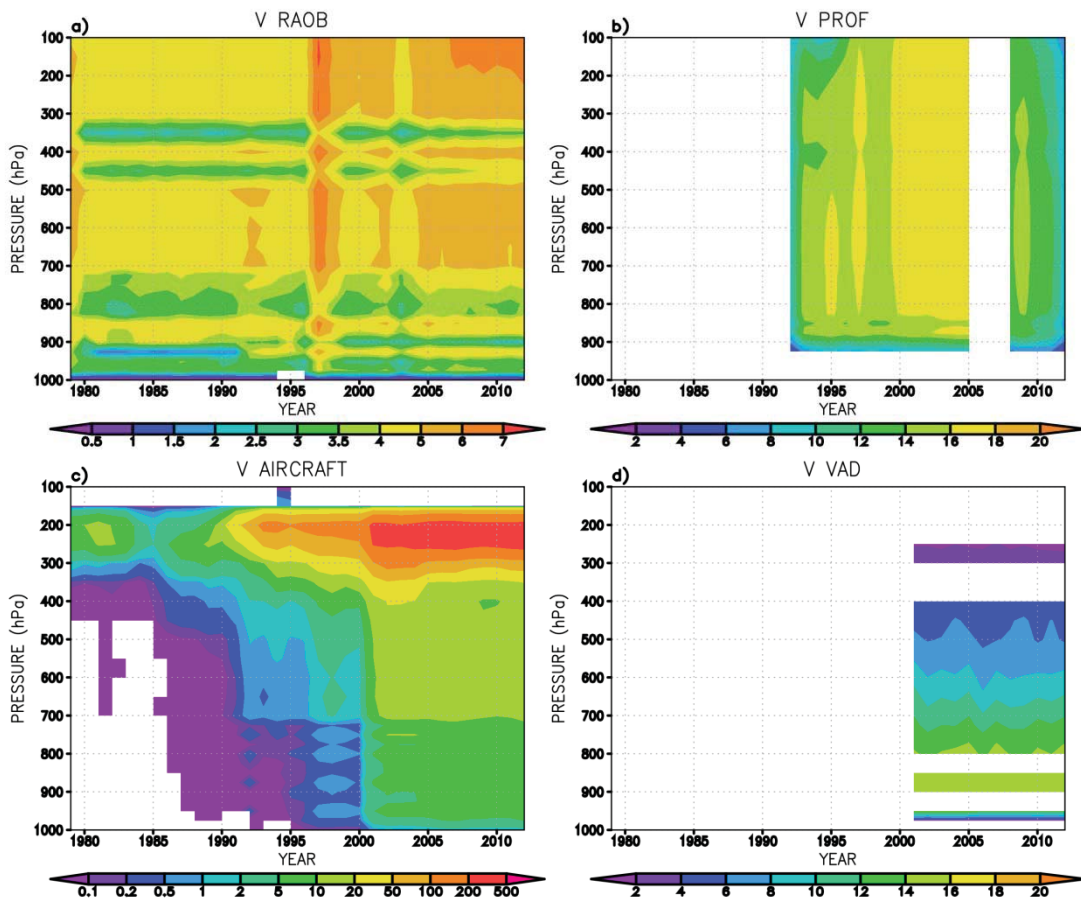 a) V RAOB
PRESSURE (hPa)
100
200
300
400
500
600
700
800
900
1000
1980 1985 1990 1995 2000 2005 2010
YEAR
0.5 1 1.5 2 2.5 3 3.5 4 5 6 7
b) V PROF
PRESSURE (hPa)
100
200
300
400
500
600
700
800
900
1000
1980 1985 1990 1995 2000 2005 2010
YEAR
2 4 6 8 10 12 14 16 18 20
c) V AIRCRAFT
PRESSURE (hPa)
100
200
300
400
500
600
700
800
900
1000
1980 1985 1990 1995 2000 2005 2010
YEAR
0.1 0.2 0.5 1 2 5 10 20 50 100 200 500
d) V VAD
PRESSURE (hPa)
100
200
300
400
500
600
700
800
900
1000
1980 1985 1990 1995 2000 2005 2010
YEAR
2 4 6 8 10 12 14 16 18 20